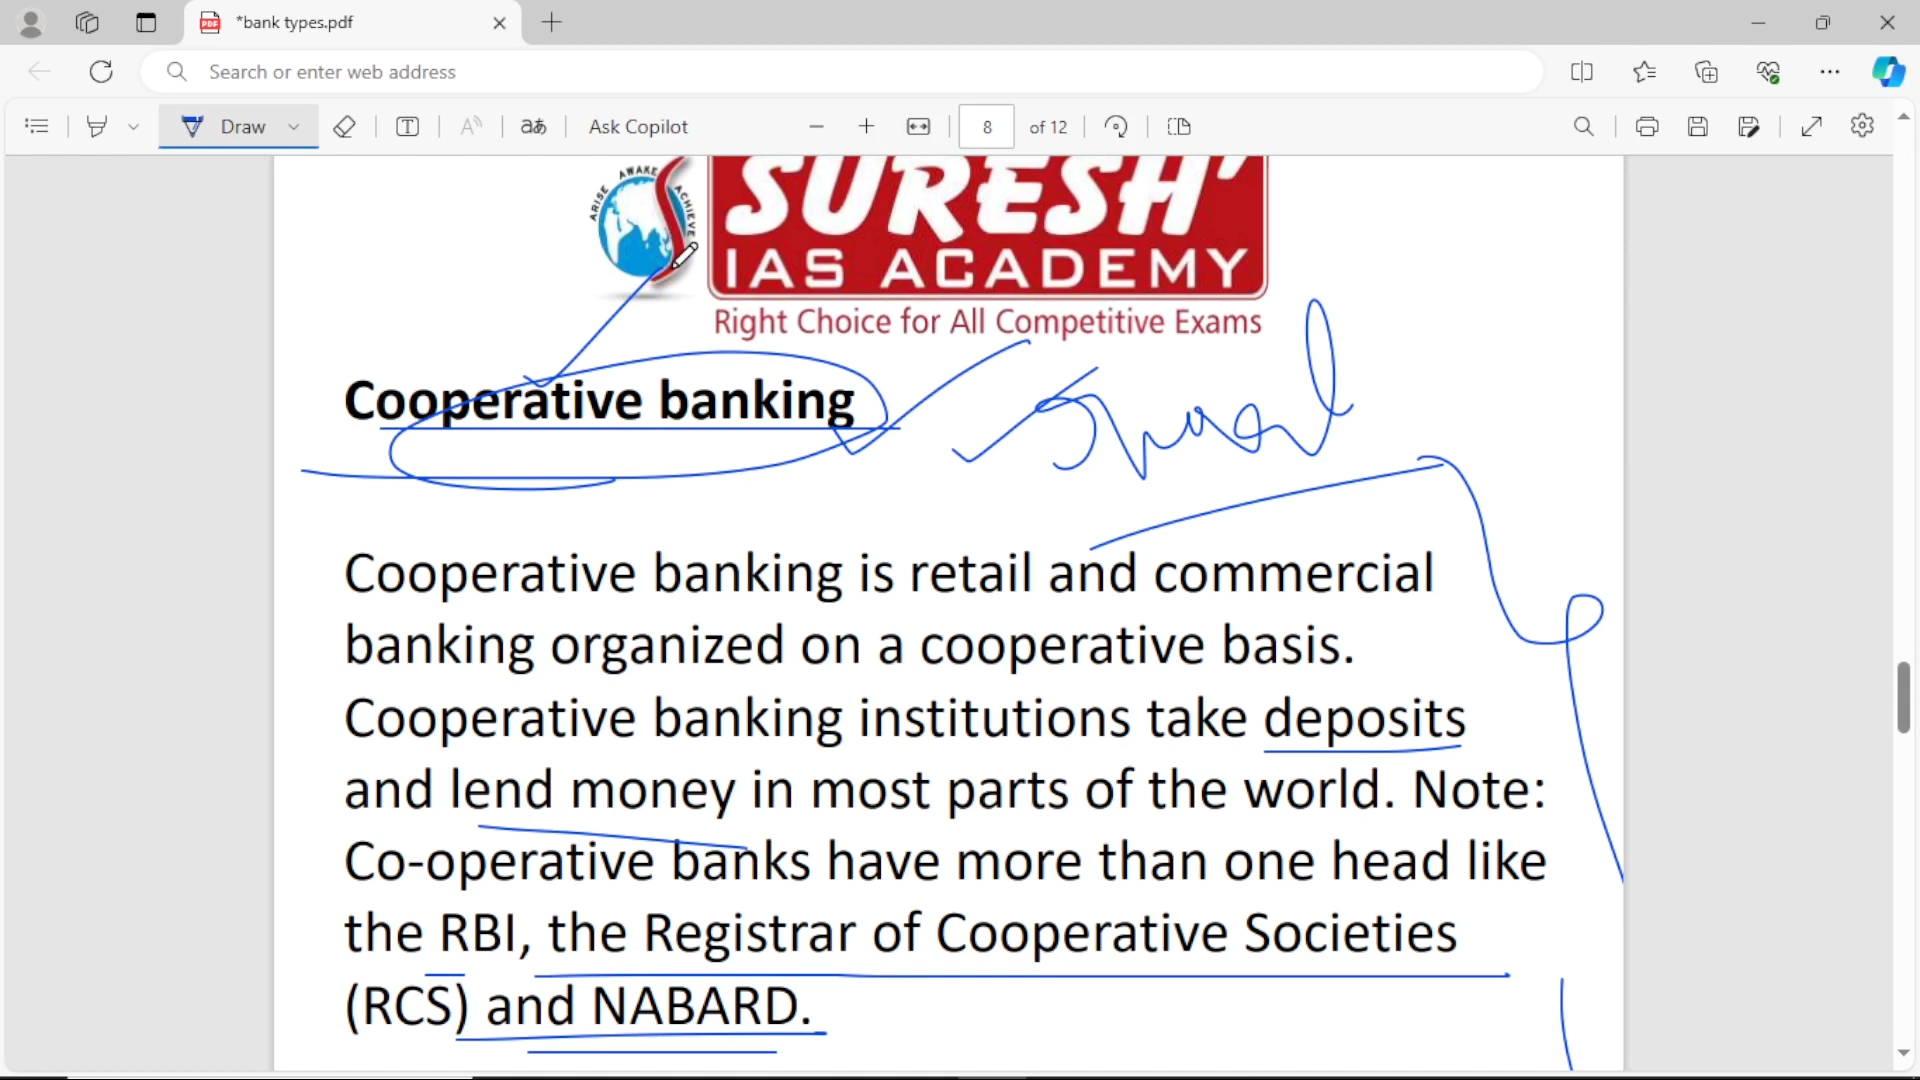 *bank types.pdf
Search or enter web address
Draw
Ask Copilot
8 of 12
ARISE AWAKE ACHIEVE
SURESH'
IAS ACADEMY
Right Choice for All Competitive Exams
Cooperative banking
Cooperative banking is retail and commercial
banking organized on a cooperative basis.
Cooperative banking institutions take deposits
and lend money in most parts of the world. Note:
Co-operative banks have more than one head like
the RBI, the Registrar of Cooperative Societies
(RCS) and NABARD.